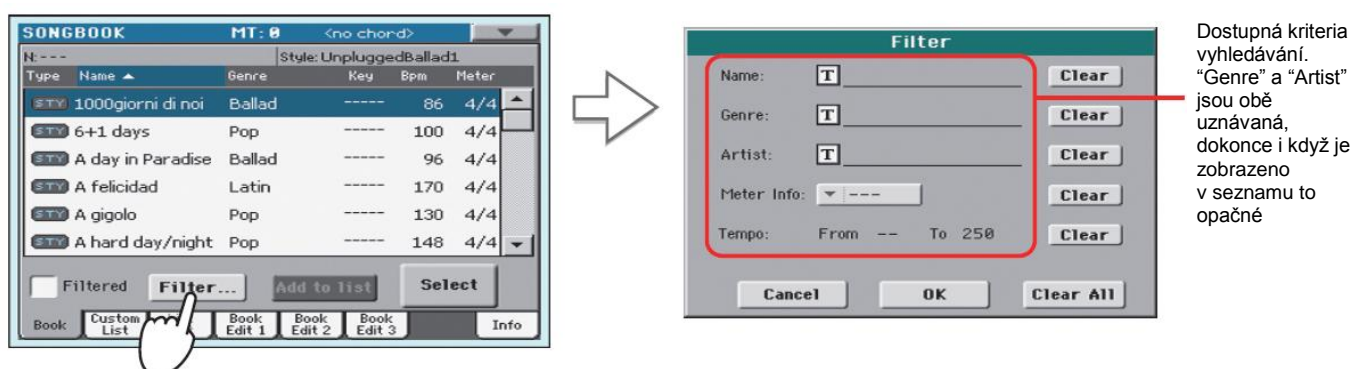 SONGBOOK MT: 0 <no chord>
N:--- Style: UnpluggedBallad1
Type Name Genre Key Bpm Meter
STY 1000giorni di noi Ballad ----- 86 4/4
STY 6+1 days Pop ----- 100 4/4
STY A day in Paradise Ballad ----- 96 4/4
STY A felicidad Latin ----- 170 4/4
STY A gigolo Pop ----- 130 4/4
STY A hard day/night Pop ----- 148 4/4
Filtered Filter... Add to list Select
Book Custom List Book Edit 1 Book Edit 2 Book Edit 3 Info
Filter
Name: T Clear
Genre: T Clear
Artist: T Clear
Meter Info: --- Clear
Tempo: From -- To 250 Clear
Cancel OK Clear All
Dostupná kriteria
vyhledávání.
“Genre” a “Artist”
jsou obě
uznávaná,
dokonce i když je
zobrazeno
v seznamu to
opačné